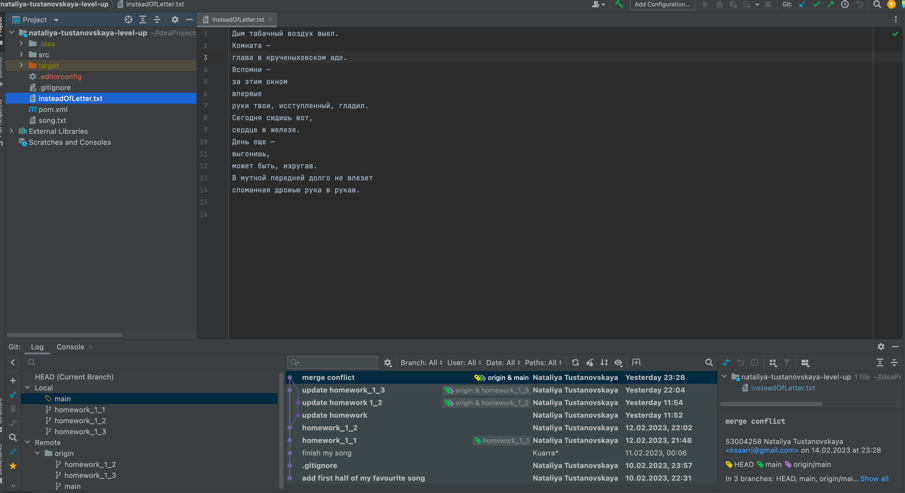 nataliya-tustanovskaya-level-up
insteadOfLetter.txt
Add Configuration...
Git:
Project
insteadOfLetter.txt
nataliya-tustanovskaya-level-up ~/IdeaProject
.idea
src
target
.editorconfig
.gitignore
insteadOfLetter.txt
pom.xml
song.txt
External Libraries
Scratches and Consoles
1 Дым табачный воздух выел.
2 Комната —
3 глава в крученыховском аде.
4 Вспомни —
5 за этим окном
6 впервые
7 руки твои, исступленный, гладил.
8 Сегодня сидишь вот,
9 сердце в железе.
10 День еще —
11 выгонишь,
12 может быть, изругав.
13 В мутной передней долго не влезет
14 сломанная дрожью рука в рукав.
15
16
Git: Log Console
HEAD (Current Branch)
Local
main
homework_1_1
homework_1_2
homework_1_3
Remote
origin
homework_1_2
homework_1_3
main
Branch: All User: All Date: All Paths: All
merge conflict origin & main Nataliya Tustanovskaya Yesterday 23:28
update homework_1_3 origin & homework_1_3 Nataliya Tustanovskaya Yesterday 22:04
update homework 1_2 origin & homework_1_2 Nataliya Tustanovskaya Yesterday 11:54
update homework Nataliya Tustanovskaya Yesterday 11:52
homework_1_2 Nataliya Tustanovskaya 12.02.2023, 22:02
homework_1_1 homework_1_1 Nataliya Tustanovskaya 12.02.2023, 21:48
finish my song Kuarra* 11.02.2023, 00:06
.gitignore Nataliya Tustanovskaya 10.02.2023, 23:57
add first half of my favourite song Nataliya Tustanovskaya 10.02.2023, 22:31
nataliya-tustanovskaya-level-up 1 file ~/IdeaPr
insteadOfLetter.txt
merge conflict
53004258 Nataliya Tustanovskaya
<ksaarrj@gmail.com> on 14.02.2023 at 23:28
HEAD main origin/main
In 3 branches: HEAD, main, origin/mai... Show all